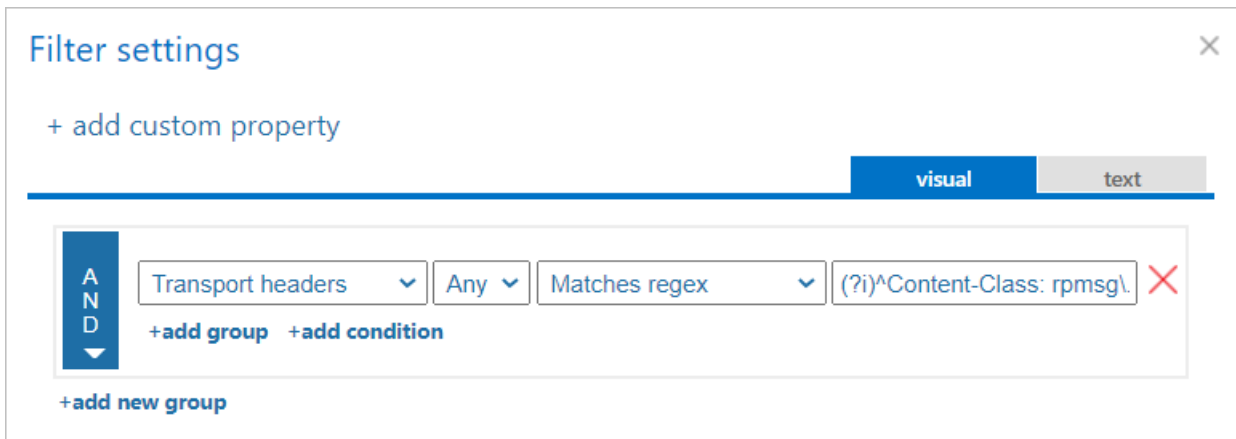 Filter settings
+ add custom property
visual text
AND
Transport headers Any Matches regex (?i)^Content-Class: rpmsg\.
+add group +add condition
+add new group